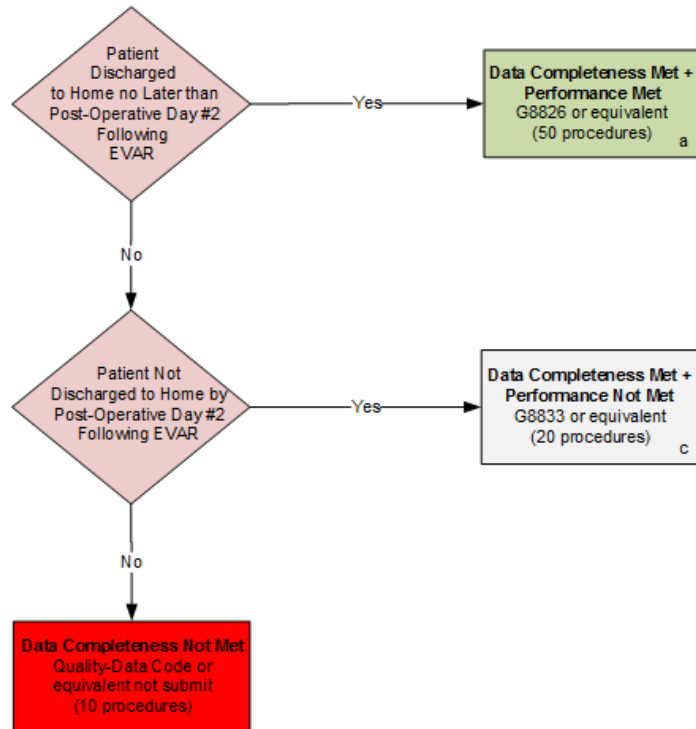 Patient
Discharged
to Home no Later than
Post-Operative Day #2
Following
EVAR
Yes
Data Completeness Met +
Performance Met
G8826 or equivalent
(50 procedures)
a
No
Patient Not
Discharged to Home by
Post-Operative Day #2
Following EVAR
Yes
Data Completeness Met +
Performance Not Met
G8833 or equivalent
(20 procedures)
c
No
Data Completeness Not Met
Quality-Data Code or
equivalent not submit
(10 procedures)